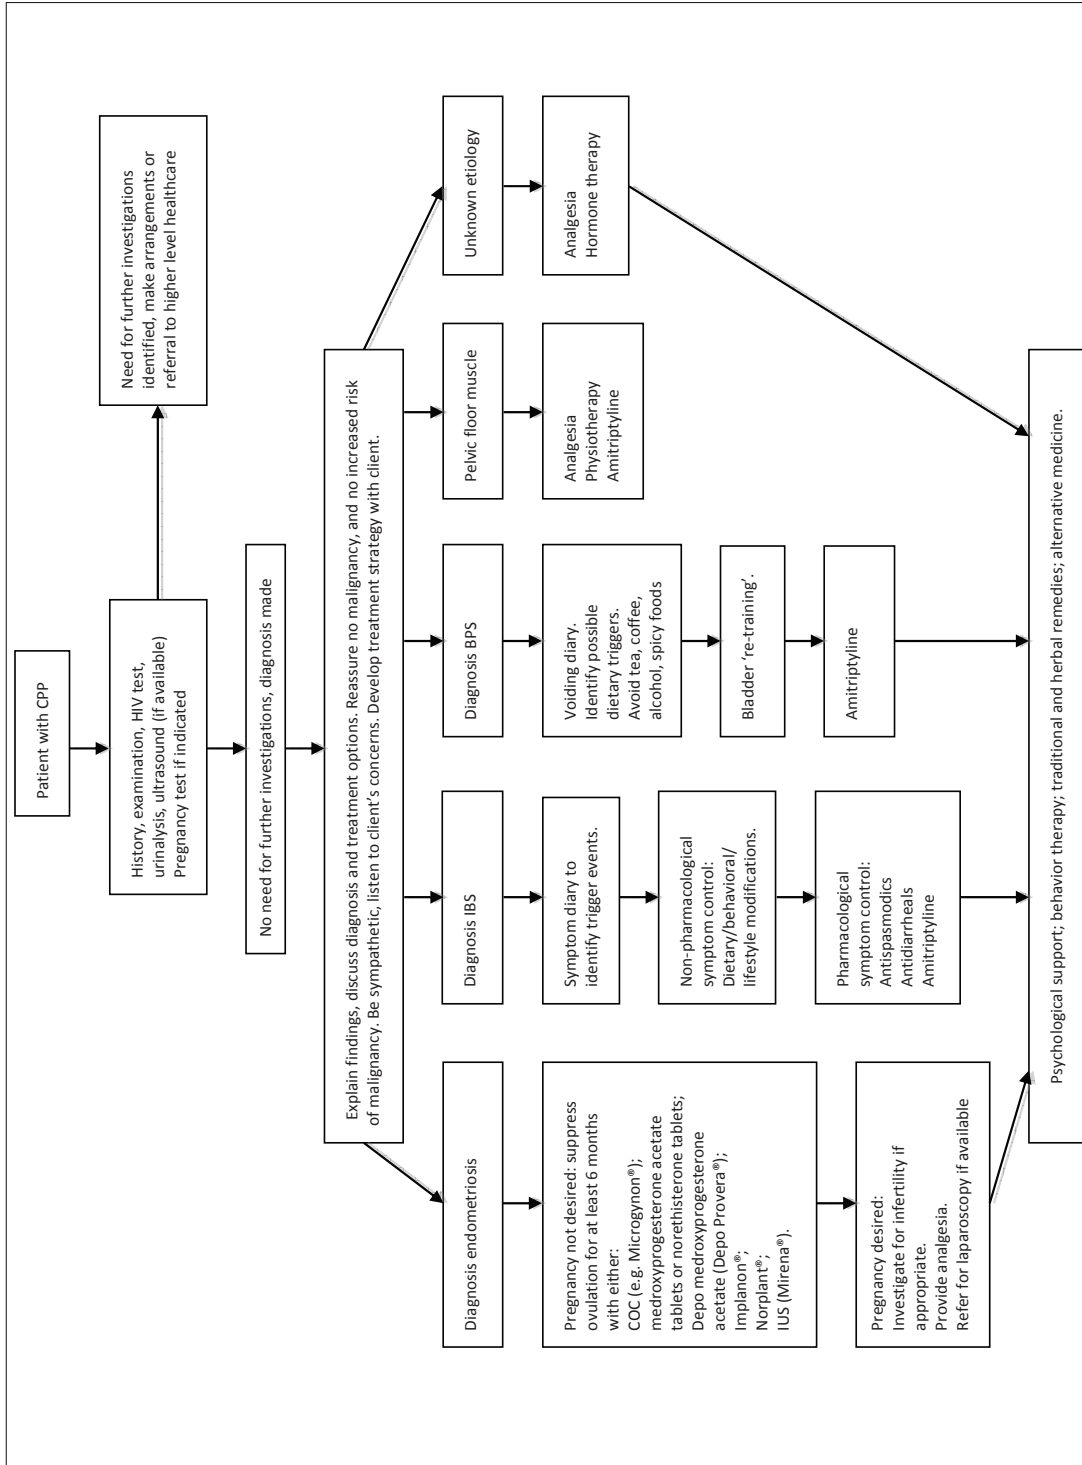 Patient with CPP
History, examination, HIV test,
urinalysis, ultrasound (if available)
Pregnancy test if indicated
Need for further investigations
identified, make arrangements or
referral to higher level healthcare
No need for further investigations, diagnosis made
Explain findings, discuss diagnosis and treatment options. Reassure no malignancy, and no increased risk
of malignancy. Be sympathetic, listen to client’s concerns. Develop treatment strategy with client.
Diagnosis endometriosis
Pregnancy not desired: suppress
ovulation for at least 6 months
with either:
COC (e.g. Microgynon®);
medroxyprogesterone acetate
tablets or norethisterone tablets;
Depo medroxyprogesterone
acetate (Depo Provera®);
Implanon®;
Norplant®;
IUS (Mirena®).
Pregnancy desired:
Investigate for infertility if
appropriate.
Provide analgesia.
Refer for laparoscopy if available
Diagnosis IBS
Symptom diary to
identify trigger events.
Non-pharmacological
symptom control:
Dietary/behavioral/
lifestyle modifications.
Pharmacological
symptom control:
Antispasmodics
Antidiarrheals
Amitriptyline
Diagnosis BPS
Voiding diary.
Identify possible
dietary triggers.
Avoid tea, coffee,
alcohol, spicy foods
Bladder ‘re-training’.
Amitriptyline
Pelvic floor muscle
Analgesia
Physiotherapy
Amitriptyline
Unknown etiology
Analgesia
Hormone therapy
Psychological support; behavior therapy; traditional and herbal remedies; alternative medicine.